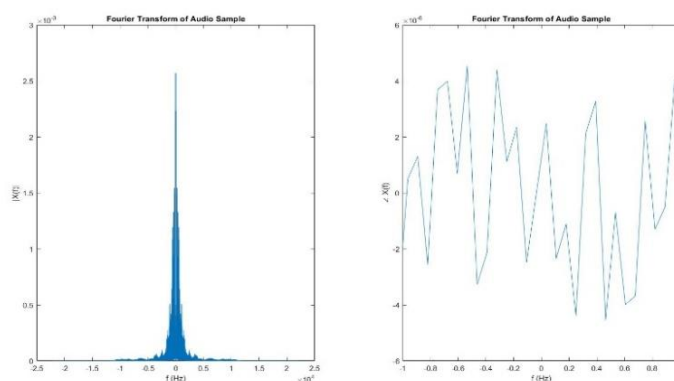 Fourier Transform of Audio Sample
×10⁻³
3
2.5
2
1.5
1
0.5
0
|X(f)|
-2.5 -2 -1.5 -1 -0.5 0 0.5 1 1.5 2 2.5
f (Hz)
Fourier Transform of Audio Sample
6
4
2
0
-2
-4
-6
∠ X(f)
-1 -0.8 -0.6 -0.4 -0.2 0 0.2 0.4 0.6 0.8
f (Hz)